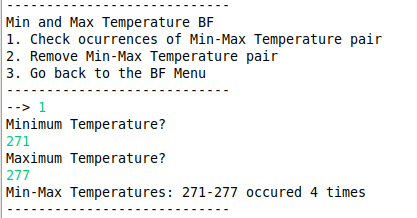 ----------------------------
Min and Max Temperature BF
1. Check ocurrences of Min-Max Temperature pair
2. Remove Min-Max Temperature pair
3. Go back to the BF Menu
----------------------------
--> 1
Minimum Temperature?
271
Maximum Temperature?
277
Min-Max Temperatures: 271-277 occured 4 times
----------------------------